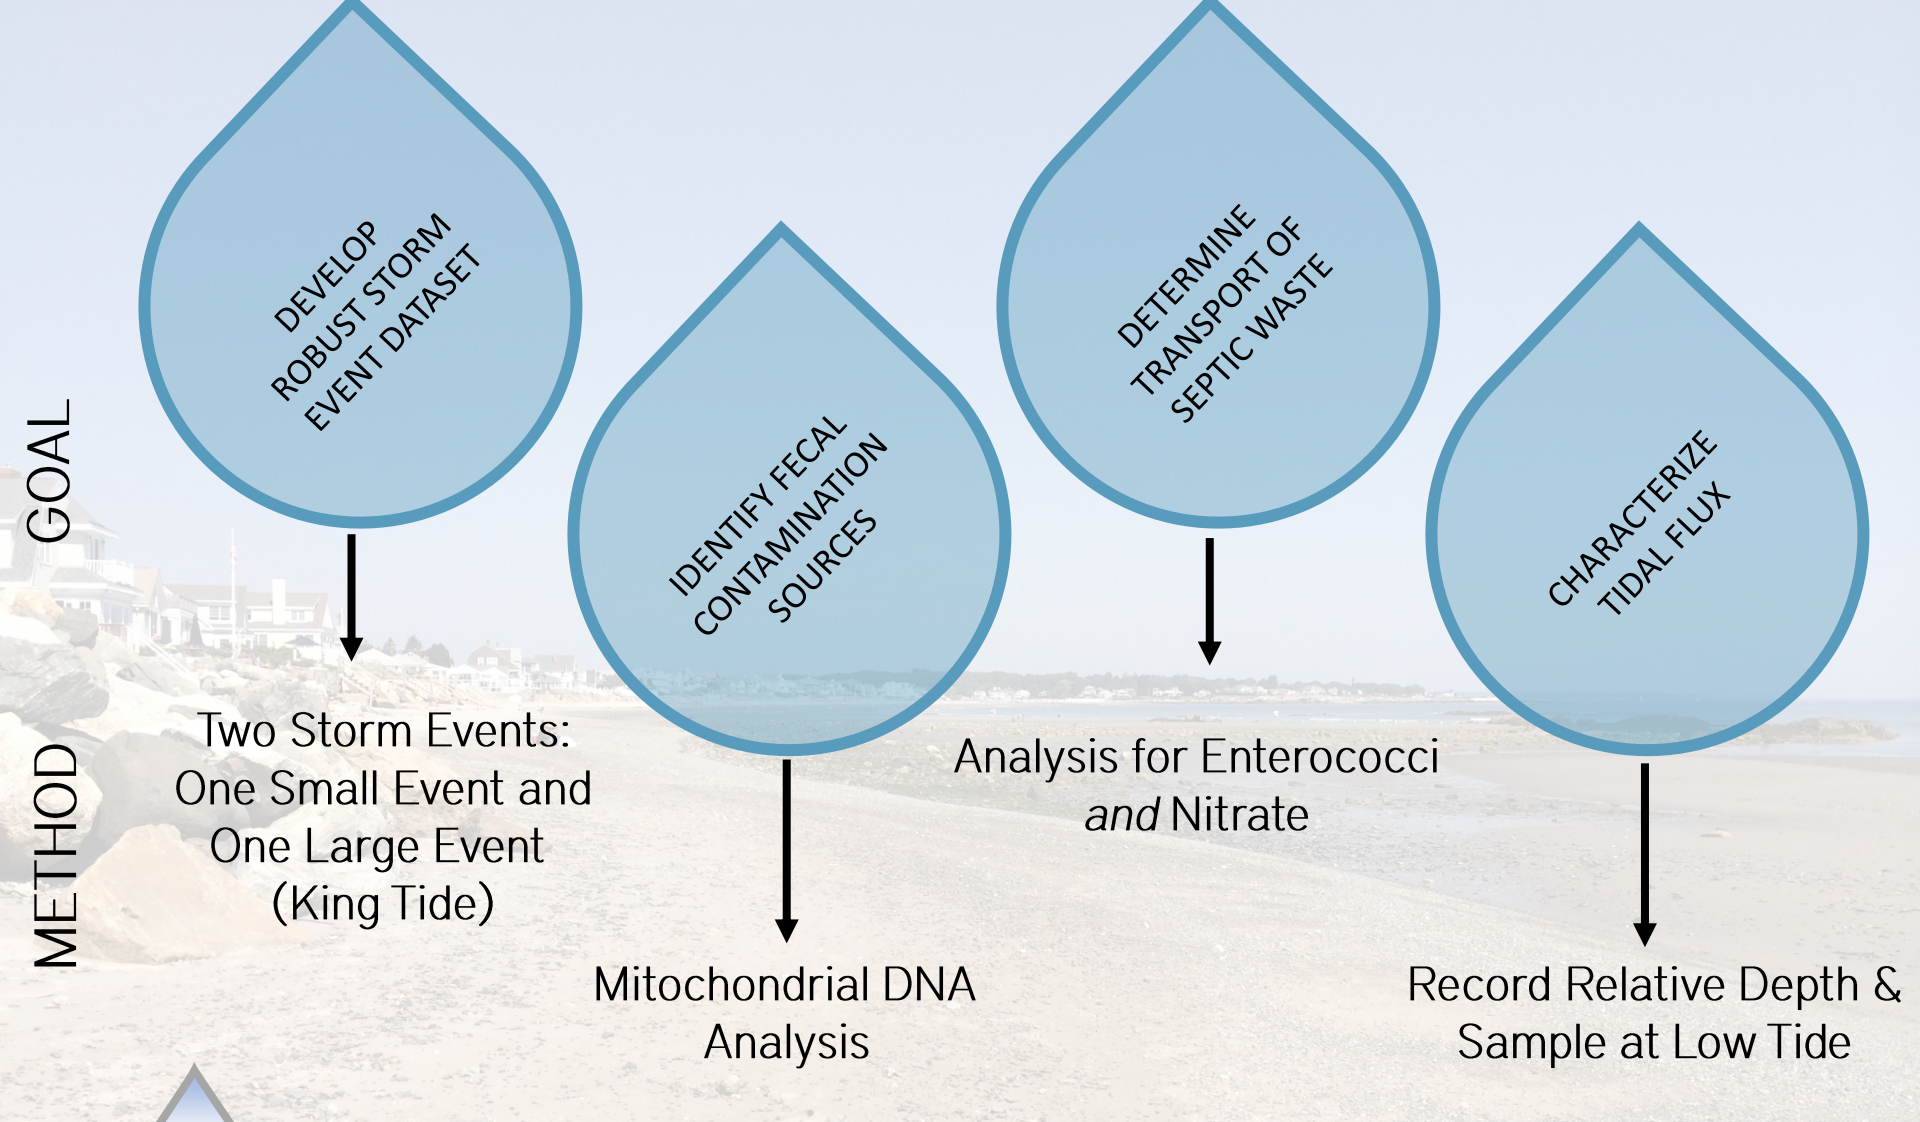 GOAL
DEVELOP
ROBUST STORM
EVENT DATASET
IDENTIFY FECAL
CONTAMINATION
SOURCES
DETERMINE
TRANSPORT OF
SEPTIC WASTE
CHARACTERIZE
TIDAL FLUX
METHOD
Two Storm Events:
One Small Event and
One Large Event
(King Tide)
Mitochondrial DNA
Analysis
Analysis for Enterococci
and Nitrate
Record Relative Depth &
Sample at Low Tide